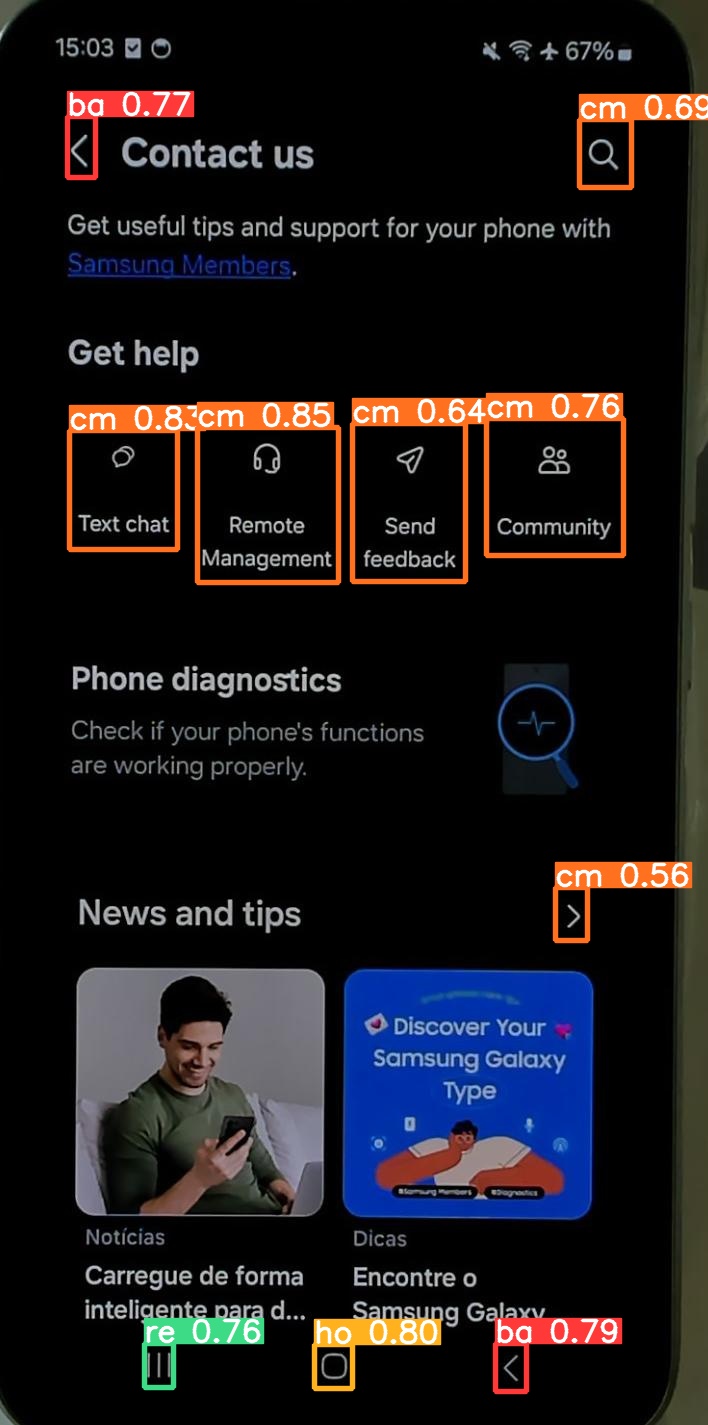 15:03
67%
ba 0.77
cm 0.69
Contact us
Get useful tips and support for your phone with
Samsung Members.
Get help
cm 0.83
cm 0.85
cm 0.64
cm 0.76
Text chat
Remote
Management
Send
feedback
Community
Phone diagnostics
Check if your phone's functions
are working properly.
cm 0.56
News and tips
Discover Your
Samsung Galaxy
Type
#Samsung Members
#Diagnostics
Notícias
Carregue de forma
inteligente para d...
Dicas
Encontre o
Samsung Galaxy
re 0.76
ho 0.80
ba 0.79